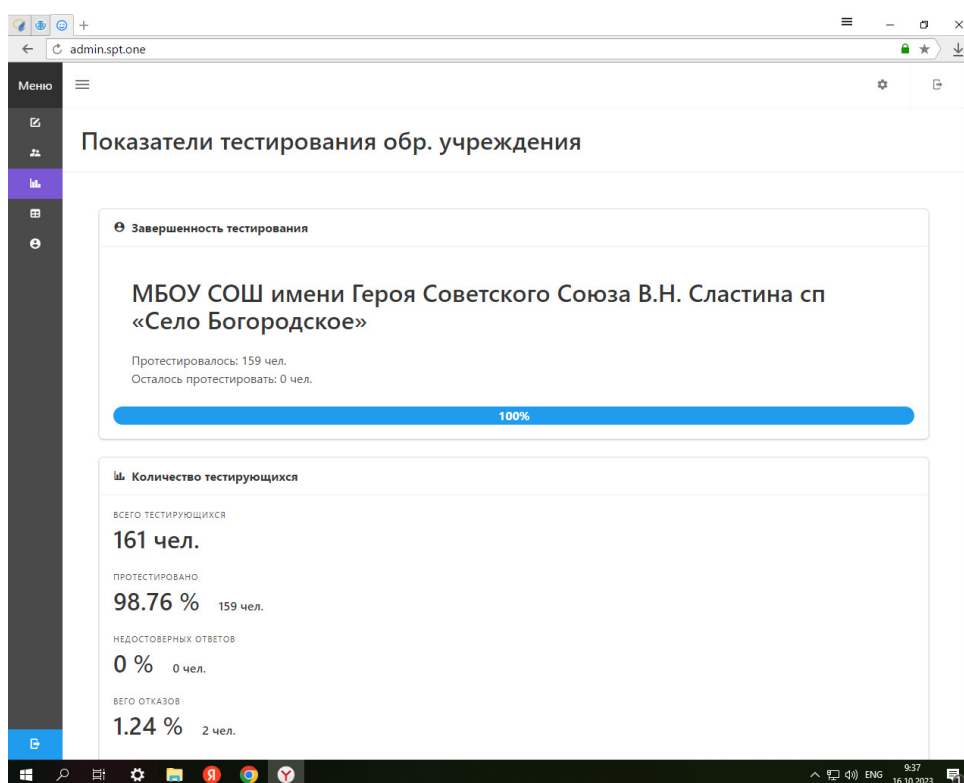 admin.spt.one
Меню
Показатели тестирования обр. учреждения
Завершенность тестирования
МБОУ СОШ имени Героя Советского Союза В.Н. Сластина сп
«Село Богородское»
Протестировалось: 159 чел.
Осталось протестировать: 0 чел.
100%
Количество тестирующихся
ВСЕГО ТЕСТИРУЮЩИХСЯ
161 чел.
ПРОТЕСТИРОВАНО
98.76 % 159 чел.
НЕДОСТОВЕРНЫХ ОТВЕТОВ
0 % 0 чел.
ВЕГО ОТКАЗОВ
1.24 % 2 чел.
Я
Y
ENG
9:37
16.10.2023
1